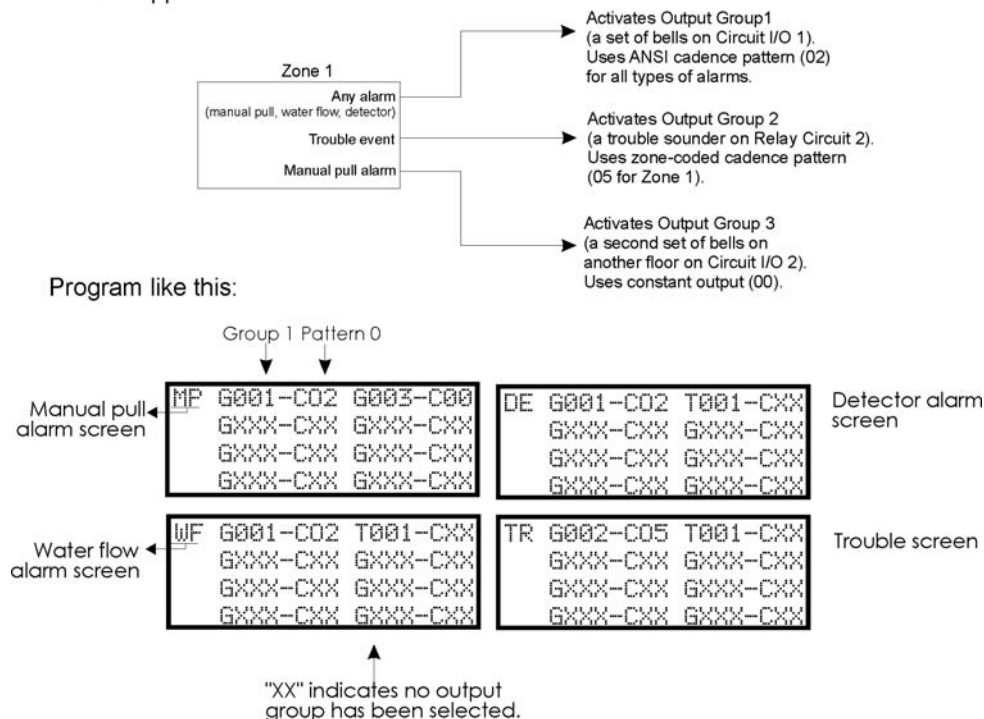 Activates Output Group1
(a set of bells on Circuit I/O 1).
Uses ANSI cadence pattern (02)
for all types of alarms.
Zone 1
Any alarm
(manual pull, water flow, detector)
Trouble event
Manual pull alarm
Activates Output Group 2
(a trouble sounder on Relay Circuit 2).
Uses zone-coded cadence pattern
(05 for Zone 1).
Activates Output Group 3
(a second set of bells on
another floor on Circuit I/O 2).
Uses constant output (00).
Program like this:
Group 1 Pattern 0
Manual pull
alarm screen
MP G001-CO2 G003-C00
GXXX-CXX GXXX-CXX
GXXX-CXX GXXX-CXX
GXXX-CXX GXXX-CXX
DE G001-CO2 T001-CXX
GXXX-CXX GXXX-CXX
GXXX-CXX GXXX-CXX
GXXX-CXX GXXX-CXX
Detector alarm
screen
Water flow
alarm screen
WF G001-CO2 T001-CXX
GXXX-CXX GXXX-CXX
GXXX-CXX GXXX-CXX
GXXX-CXX GXXX-CXX
TR G002-CO5 T001-CXX
GXXX-CXX GXXX-CXX
GXXX-CXX GXXX-CXX
GXXX-CXX GXXX-CXX
Trouble screen
"XX" indicates no output
group has been selected.